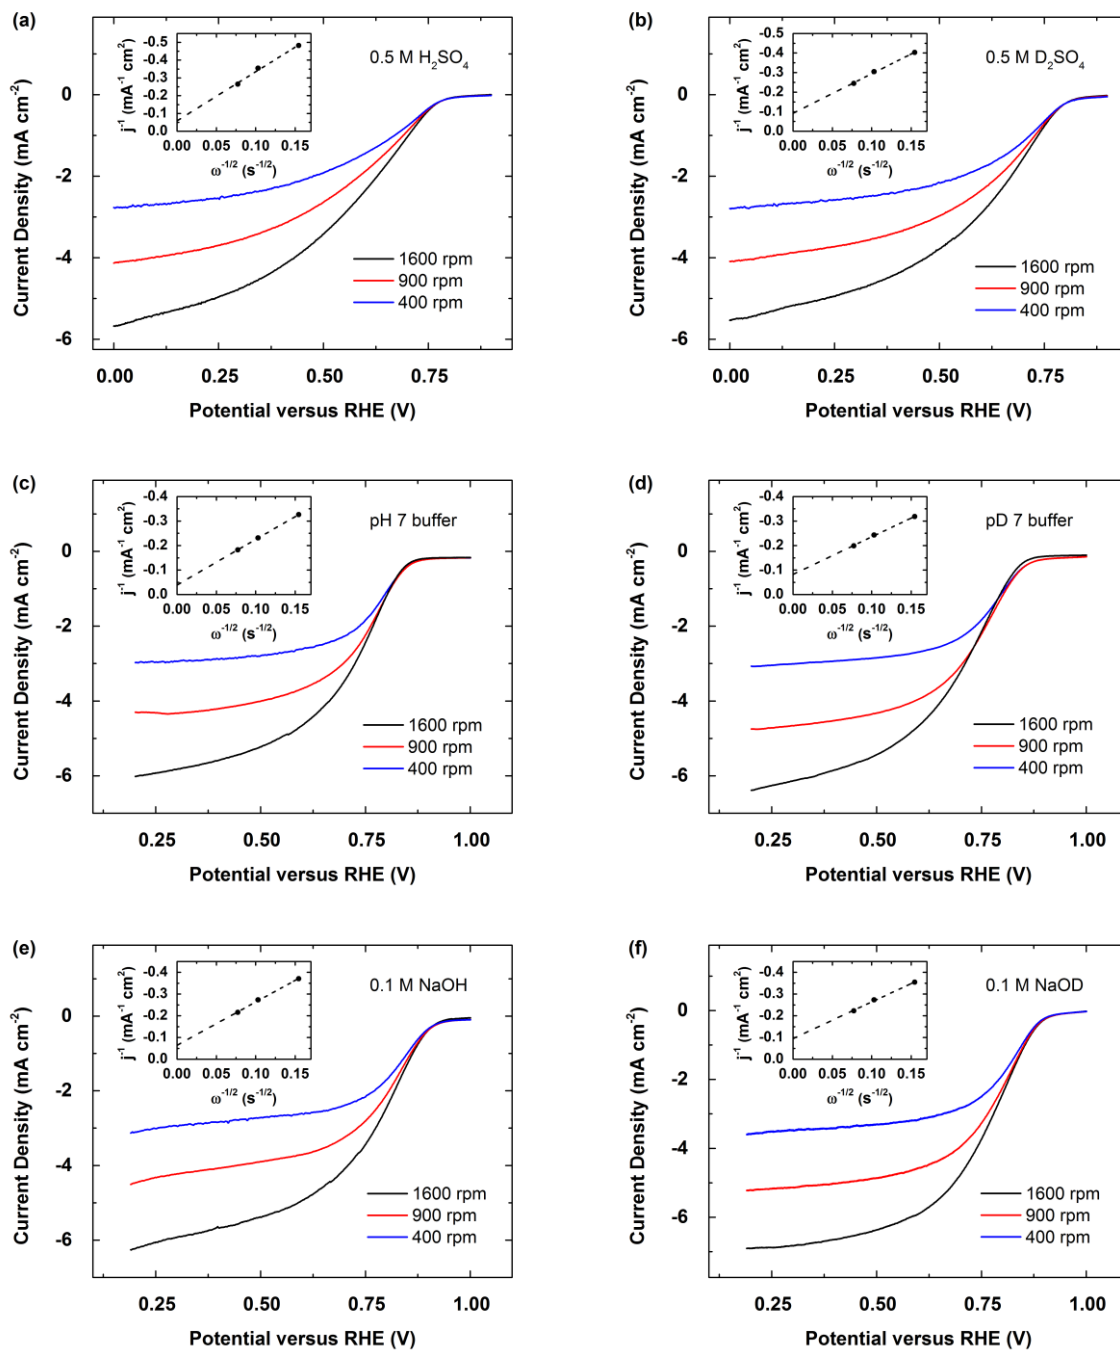 (a)
0.5 M H₂SO₄
j⁻¹ (mA⁻¹ cm²)
-0.5
-0.4
-0.3
-0.2
-0.1
0.0
0.00 0.05 0.10 0.15
ω⁻¹/² (s⁻¹/²)
Current Density (mA cm⁻²)
0
-2
-4
-6
1600 rpm
900 rpm
400 rpm
0.00 0.25 0.50 0.75
Potential versus RHE (V)
(b)
0.5 M D₂SO₄
j⁻¹ (mA⁻¹ cm²)
-0.5
-0.4
-0.3
-0.2
-0.1
0.0
0.00 0.05 0.10 0.15
ω⁻¹/² (s⁻¹/²)
Current Density (mA cm⁻²)
0
-2
-4
-6
1600 rpm
900 rpm
400 rpm
0.00 0.25 0.50 0.75
Potential versus RHE (V)
(c)
pH 7 buffer
j⁻¹ (mA⁻¹ cm²)
-0.4
-0.3
-0.2
-0.1
0.0
0.00 0.05 0.10 0.15
ω⁻¹/² (s⁻¹/²)
Current Density (mA cm⁻²)
0
-2
-4
-6
1600 rpm
900 rpm
400 rpm
0.25 0.50 0.75 1.00
Potential versus RHE (V)
(d)
pD 7 buffer
j⁻¹ (mA⁻¹ cm²)
-0.4
-0.3
-0.2
-0.1
0.0
0.00 0.05 0.10 0.15
ω⁻¹/² (s⁻¹/²)
Current Density (mA cm⁻²)
0
-2
-4
-6
1600 rpm
900 rpm
400 rpm
0.25 0.50 0.75 1.00
Potential versus RHE (V)
(e)
0.1 M NaOH
j⁻¹ (mA⁻¹ cm²)
-0.4
-0.3
-0.2
-0.1
0.0
0.00 0.05 0.10 0.15
ω⁻¹/² (s⁻¹/²)
Current Density (mA cm⁻²)
0
-2
-4
-6
1600 rpm
900 rpm
400 rpm
0.25 0.50 0.75 1.00
Potential versus RHE (V)
(f)
0.1 M NaOD
j⁻¹ (mA⁻¹ cm²)
-0.4
-0.3
-0.2
-0.1
0.0
0.00 0.05 0.10 0.15
ω⁻¹/² (s⁻¹/²)
Current Density (mA cm⁻²)
0
-2
-4
-6
1600 rpm
900 rpm
400 rpm
0.25 0.50 0.75 1.00
Potential versus RHE (V)